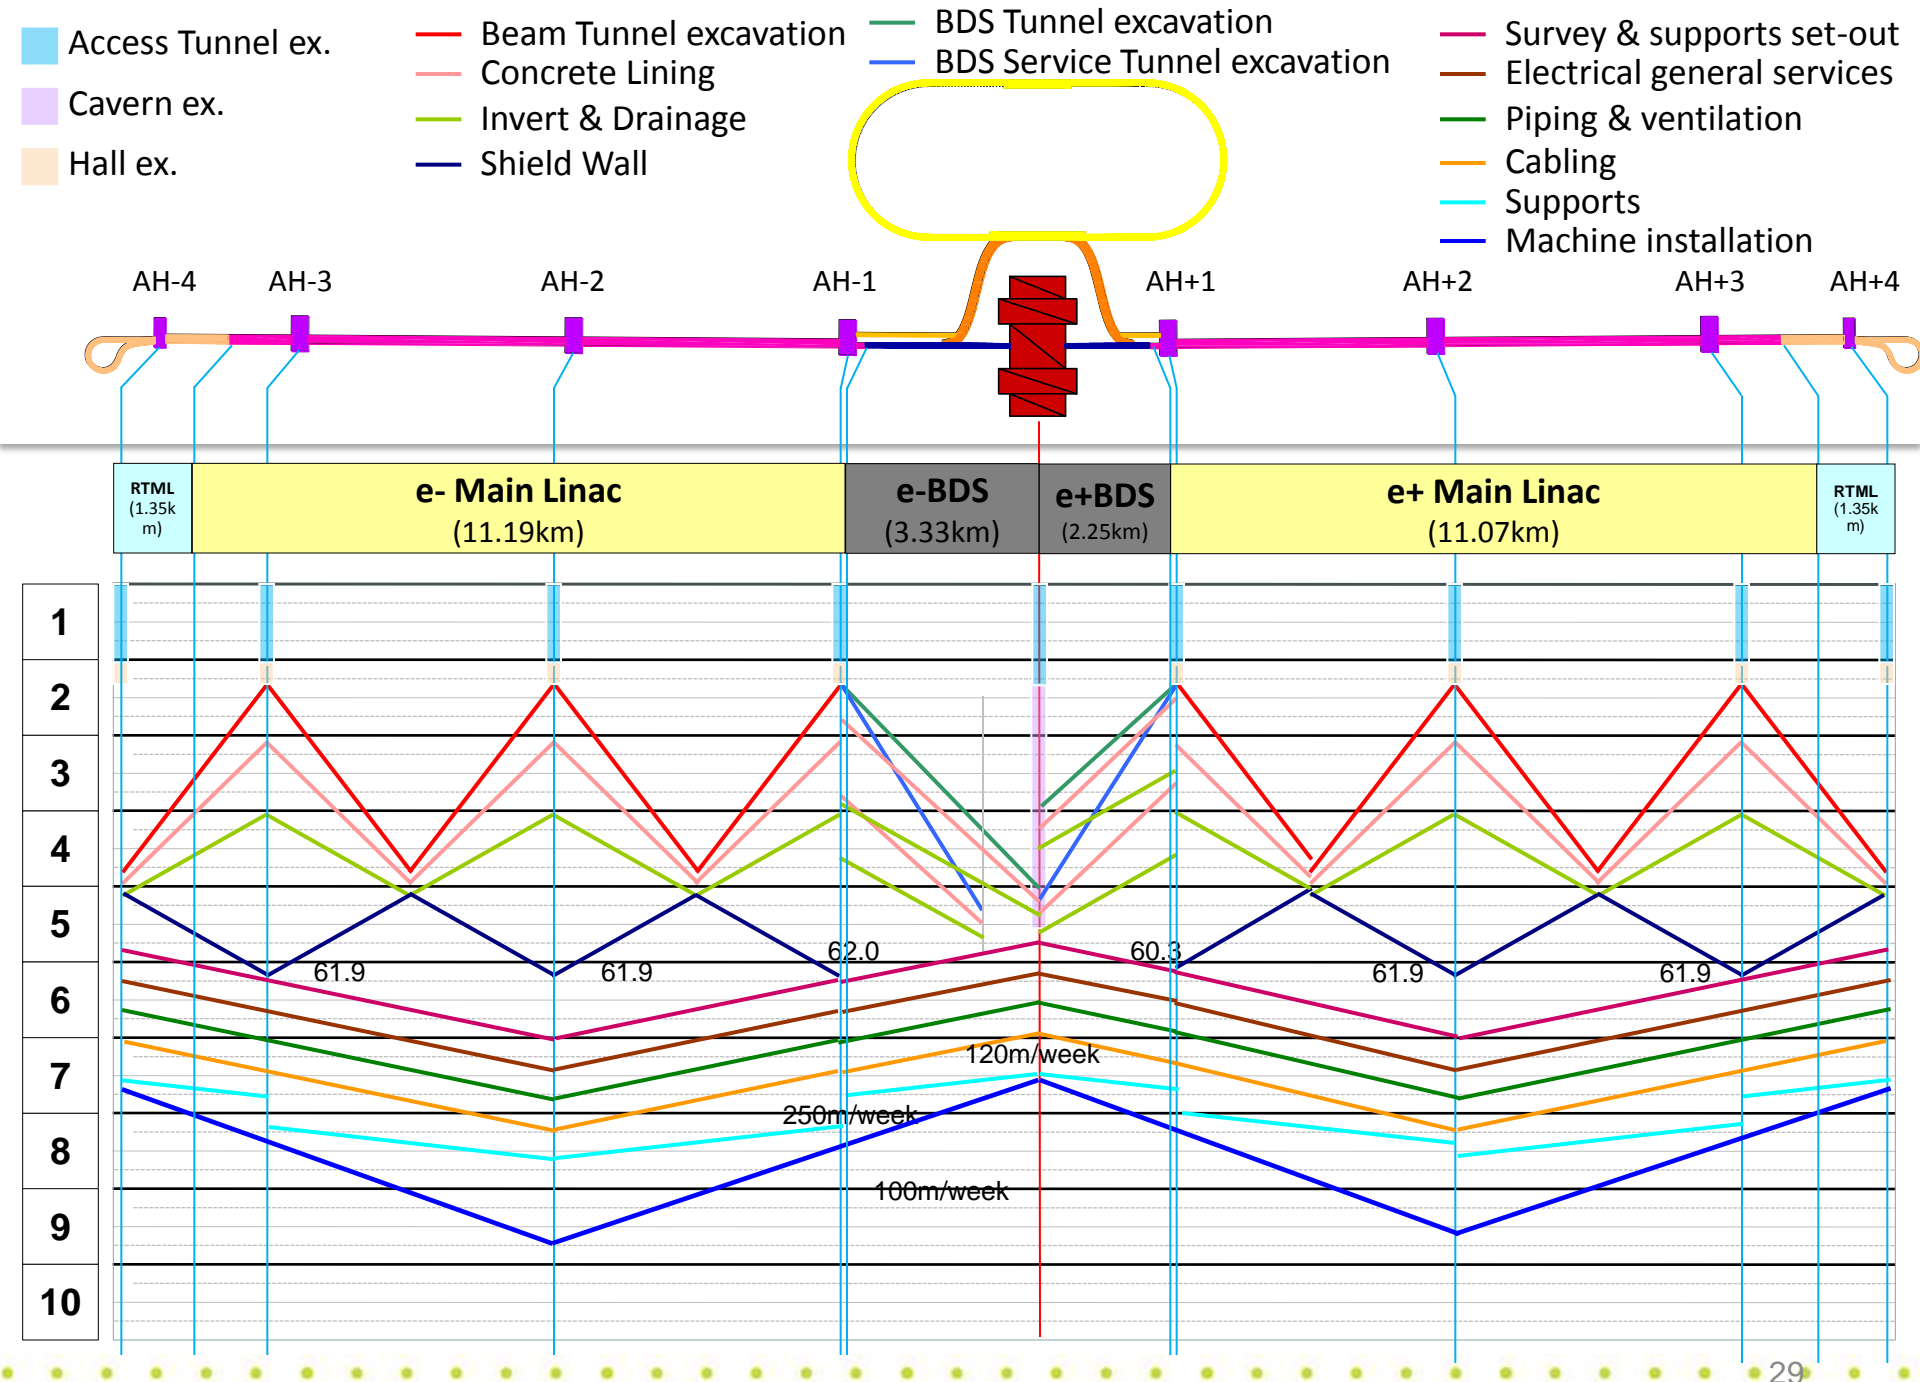 Access Tunnel ex.
Cavern ex.
Hall ex.
Beam Tunnel excavation
Concrete Lining
Invert & Drainage
Shield Wall
BDS Tunnel excavation
BDS Service Tunnel excavation
Survey & supports set-out
Electrical general services
Piping & ventilation
Cabling
Supports
Machine installation
AH-4
AH-3
AH-2
AH-1
AH+1
AH+2
AH+3
AH+4
RTML
(1.35k
m)
e- Main Linac
(11.19km)
e-BDS
(3.33km)
e+BDS
(2.25km)
e+ Main Linac
(11.07km)
RTML
(1.35k
m)
1
2
3
4
5
6
7
8
9
10
62.0
60.3
61.9
61.9
61.9
61.9
120m/week
250m/week
100m/week
29